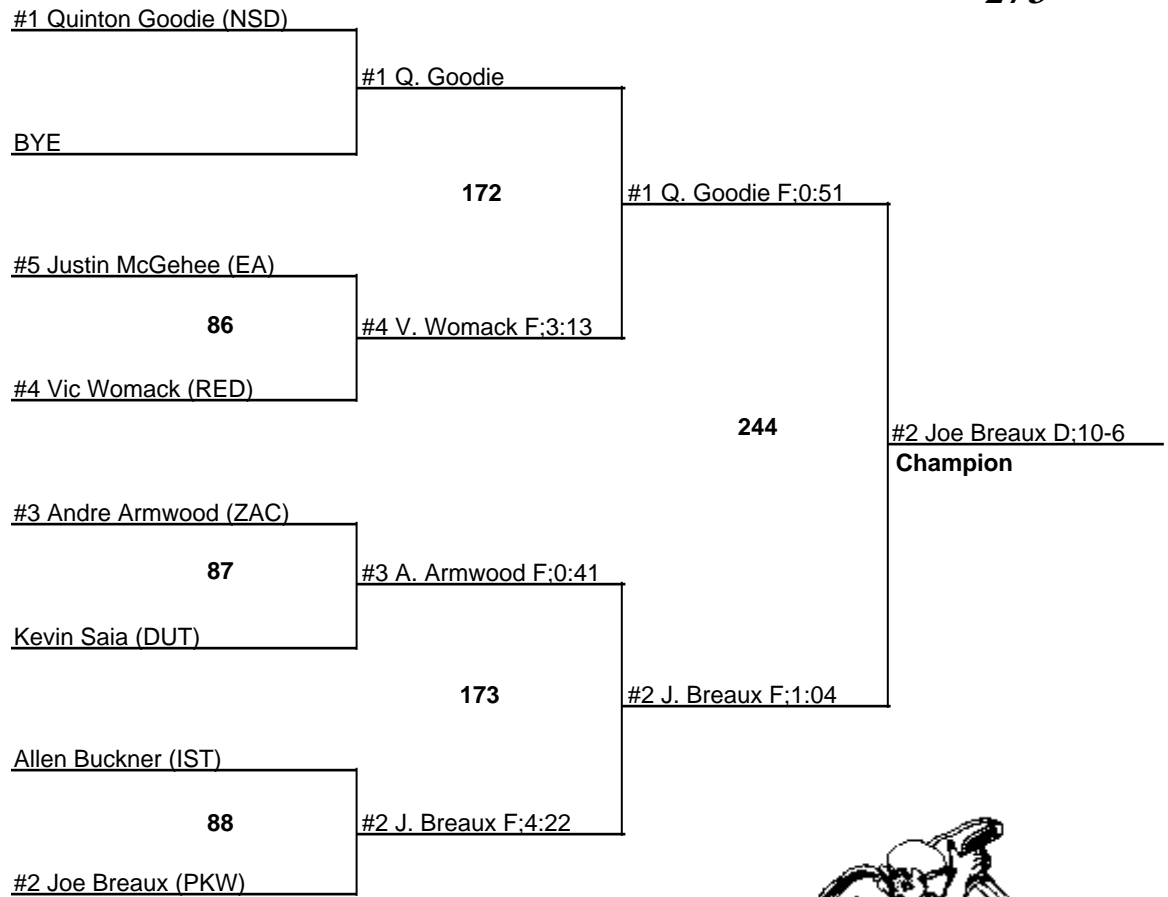 #1 Quinton Goodie (NSD)
#1 Q. Goodie
BYE
172
#1 Q. Goodie F;0:51
#5 Justin McGehee (EA)
86
#4 V. Womack F;3:13
#4 Vic Womack (RED)
244
#2 Joe Breaux D;10-6
Champion
#3 Andre Armwood (ZAC)
87
#3 A. Armwood F;0:41
Kevin Saia (DUT)
173
#2 J. Breaux F;1:04
Allen Buckner (IST)
88
#2 J. Breaux F;4:22
#2 Joe Breaux (PKW)